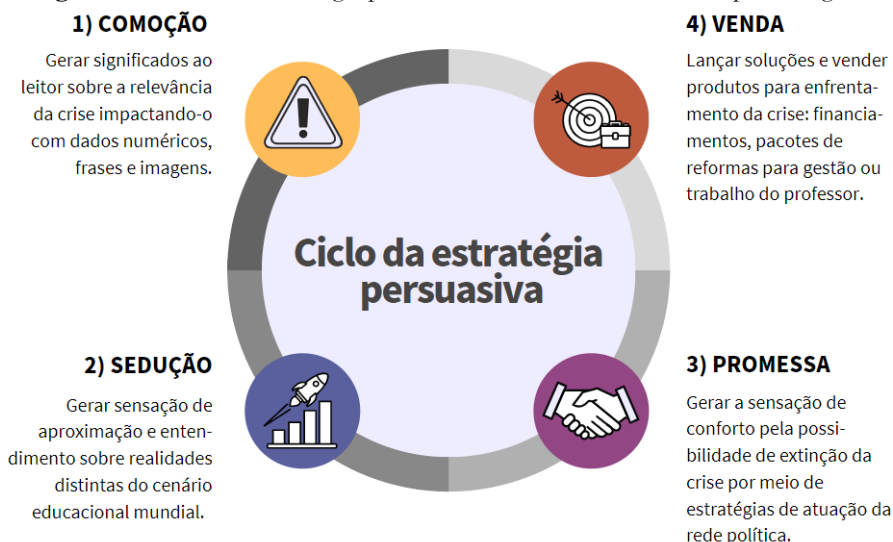 1) COMOÇÃO
Gerar significados ao
leitor sobre a relevância
da crise impactando-o
com dados numéricos,
frases e imagens.
4) VENDA
Lançar soluções e vender
produtos para enfrenta-
mento da crise: financia-
mentos, pacotes de
reformas para gestão ou
trabalho do professor.
Ciclo da estratégia
persuasiva
2) SEDUÇÃO
Gerar sensação de
aproximação e enten-
dimento sobre realidades
distintas do cenário
educacional mundial.
3) PROMESSA
Gerar a sensação de
conforto pela possi-
bilidade de extinção da
crise por meio de
estratégias de atuação da
rede política.